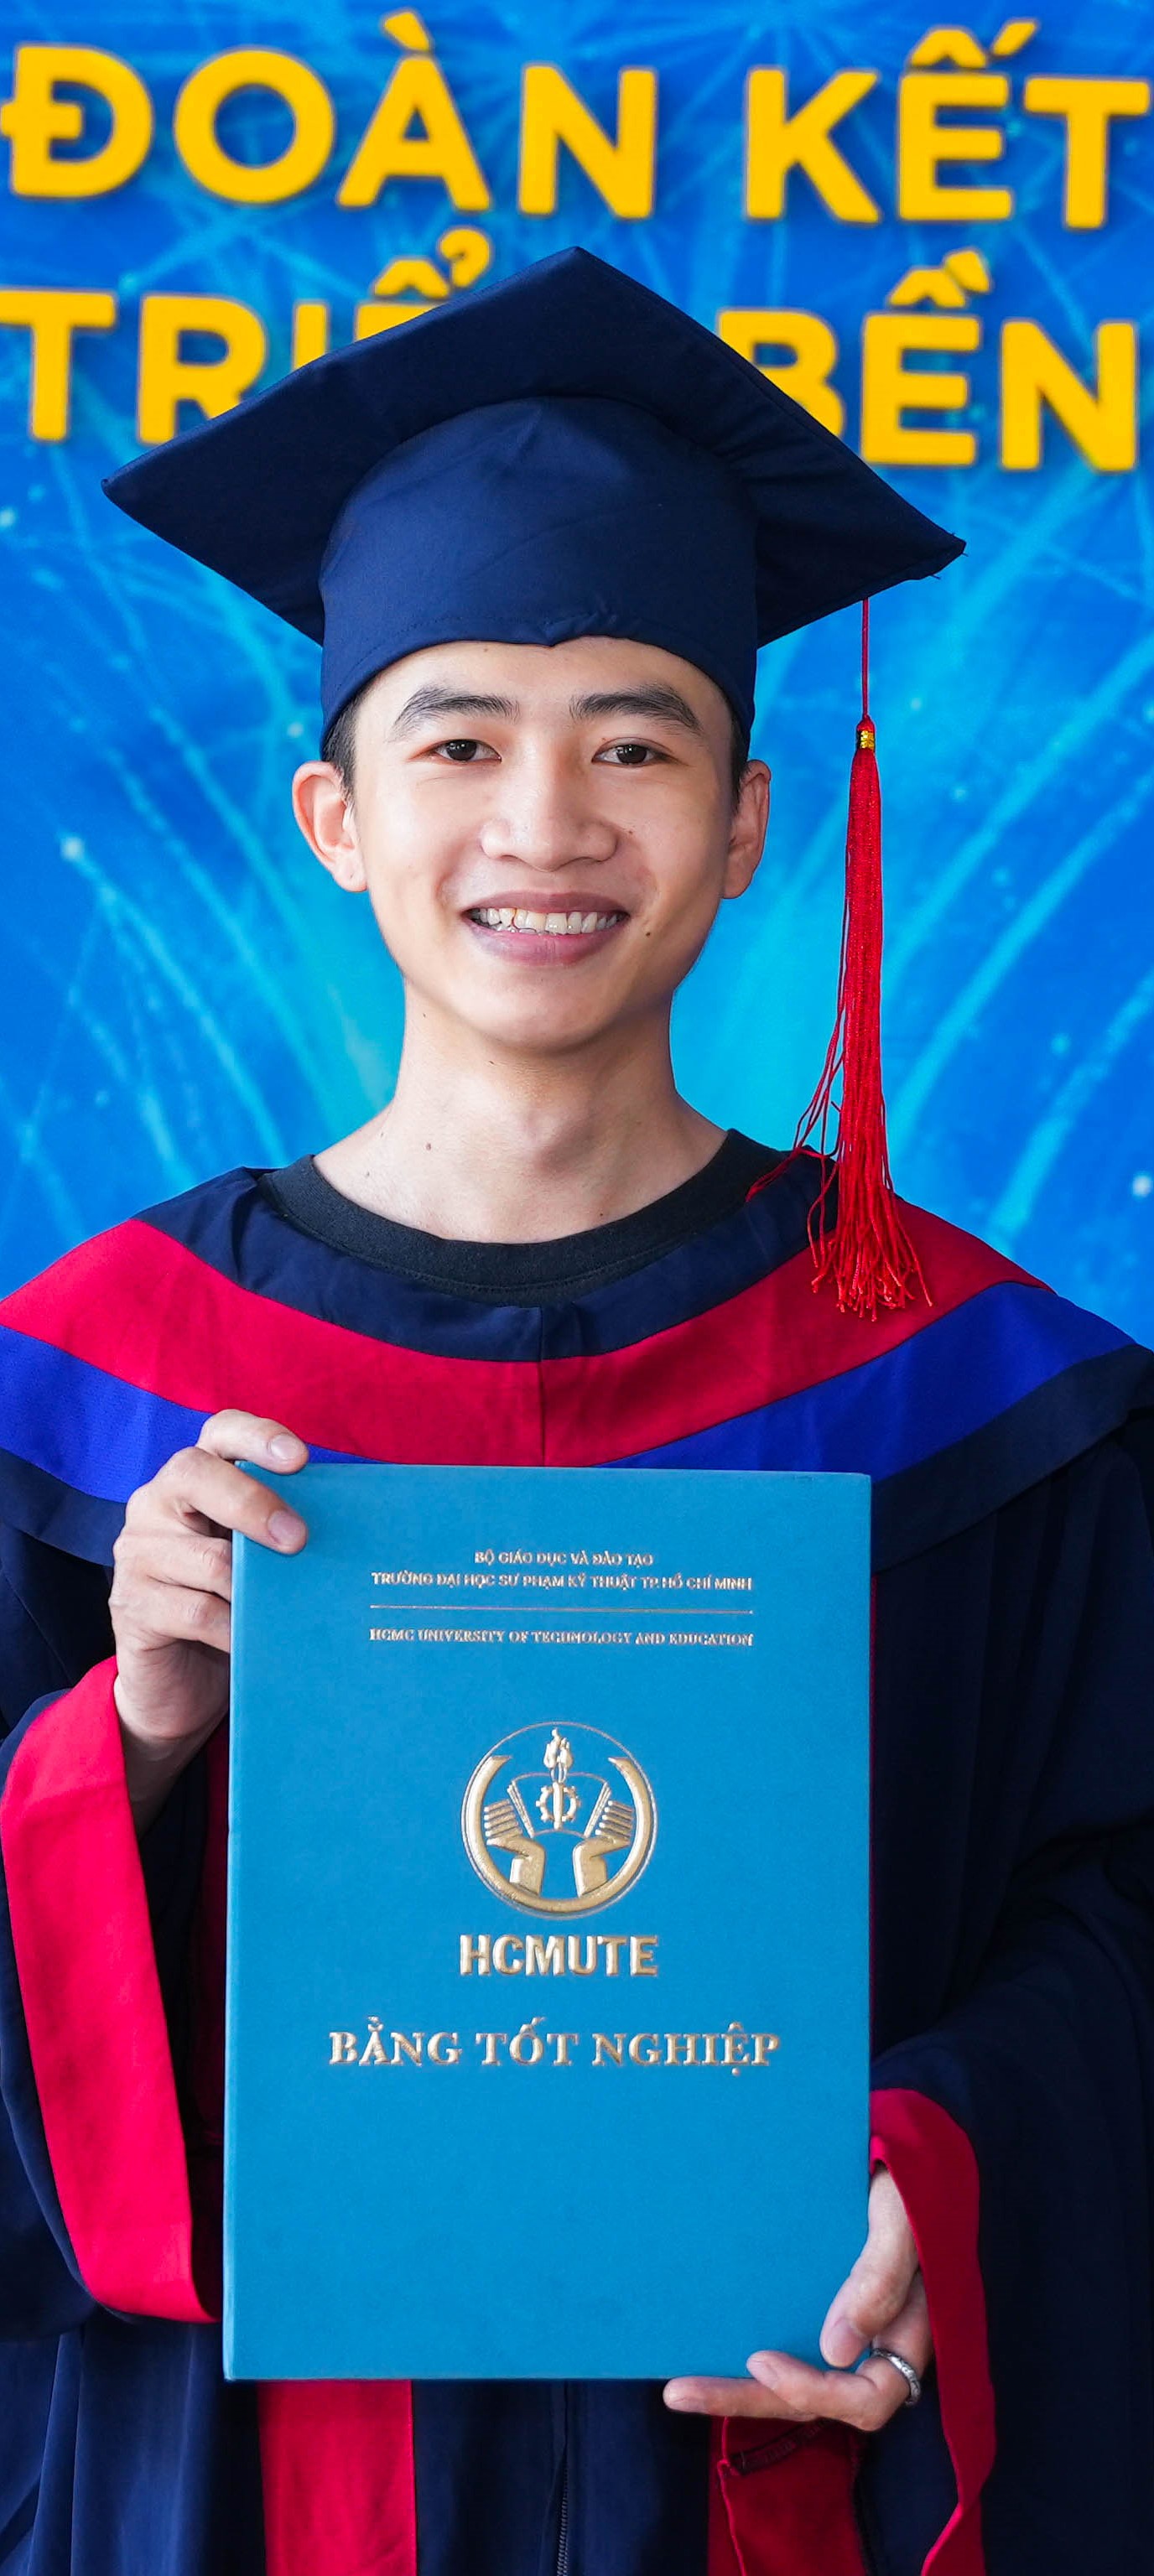 ĐOÀN KẾT
TRIỂ BỀN
BỘ GIÁO DỤC VÀ ĐÀO TẠO
TRƯỜNG ĐẠI HỌC SƯ PHẠM KỸ THUẬT TP. HỒ CHÍ MINH
HCMC UNIVERSITY OF TECHNOLOGY AND EDUCATION
HCMUTE
BẰNG TỐT NGHIỆP